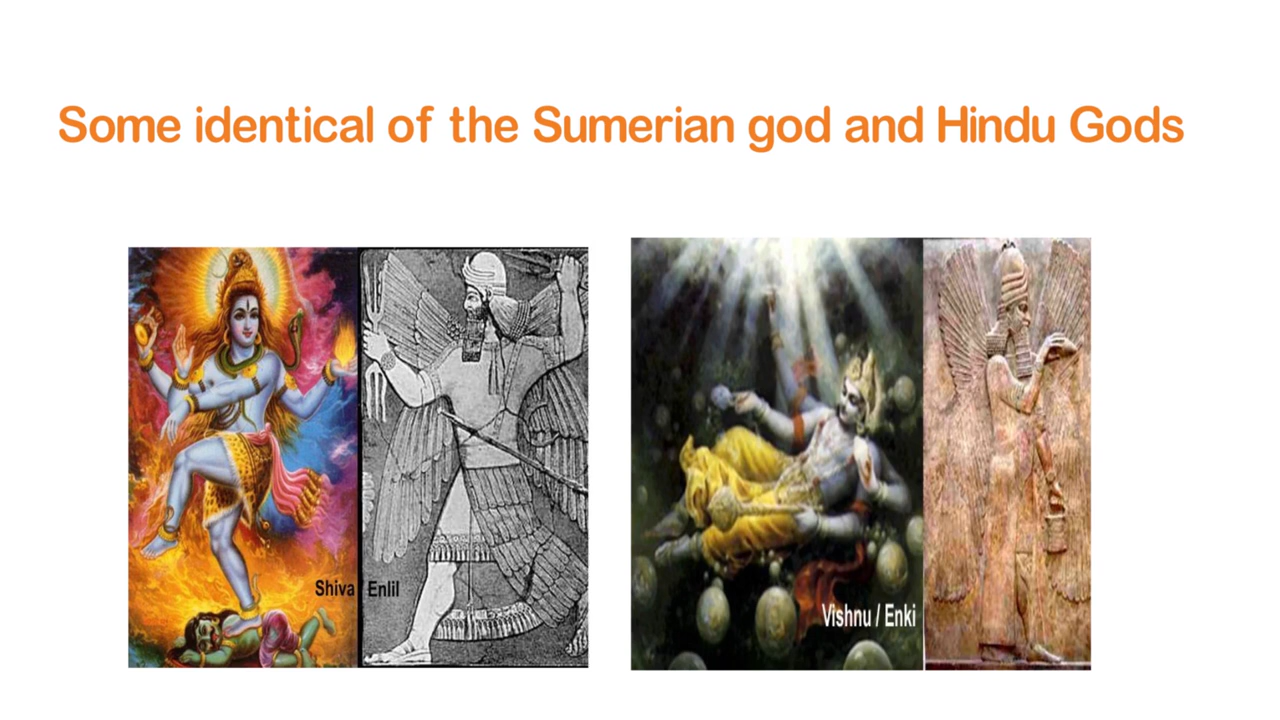 Some identical of the Sumerian god and Hindu Gods
Shiva / Enlil
Vishnu / Enki